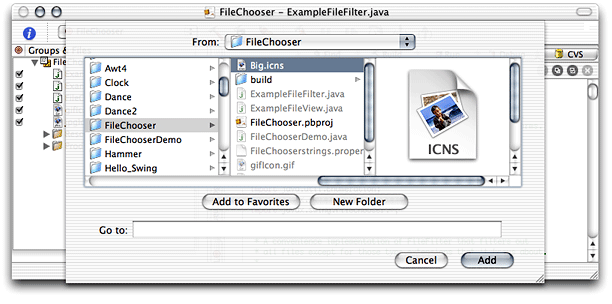 FileChooser – ExampleFileFilter.java
From: FileChooser
Groups & Files
CVS
Awt4
Clock
Dance
Dance2
FileChooser
FileChooserDemo
Hammer
Hello_Swing
Big.icns
build
ExampleFileFilter.java
ExampleFileView.java
FileChooser.pbproj
FileChooserDemo.java
FileChooserstrings.proper
gifIcon.gif
ICNS
Add to Favorites
New Folder
Go to:
Cancel
Add